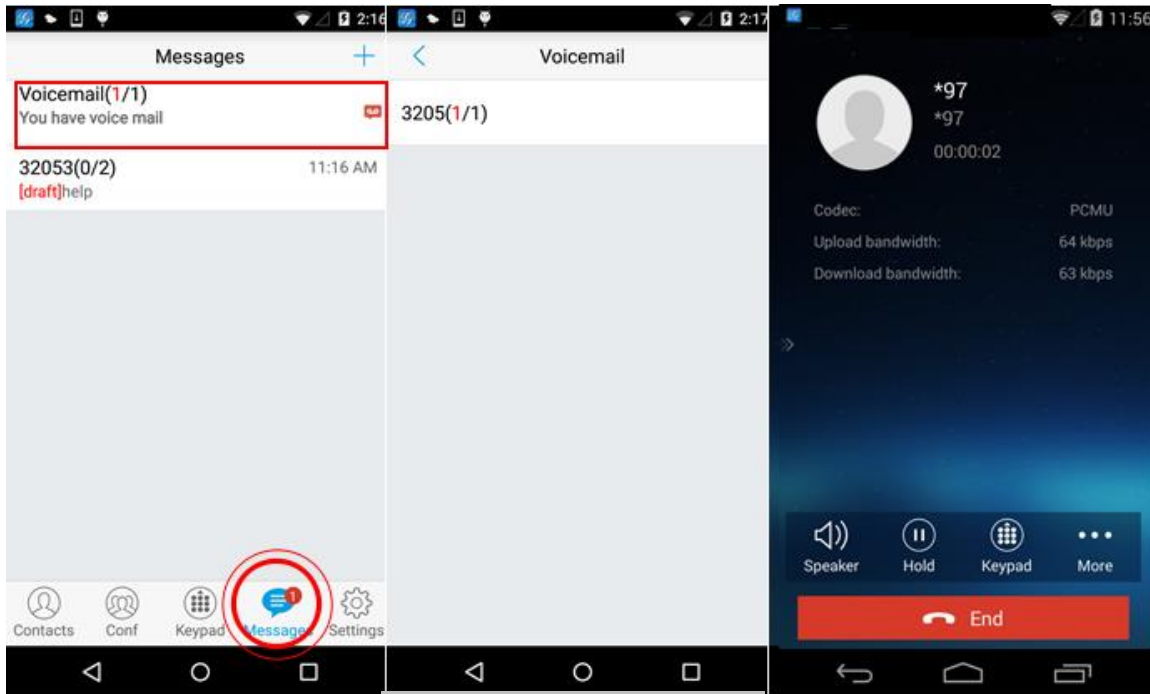 2:16
Messages
+
Voicemail(1/1)
You have voice mail
32053(0/2)
11:16 AM
[draft]help
1
Contacts
Conf
Keypad
Messages
Settings
2:17
Voicemail
3205(1/1)
11:56
*97
*97
00:00:02
Codec:
PCMU
Upload bandwidth:
64 kbps
Download bandwidth:
63 kbps
Speaker
Hold
Keypad
More
End